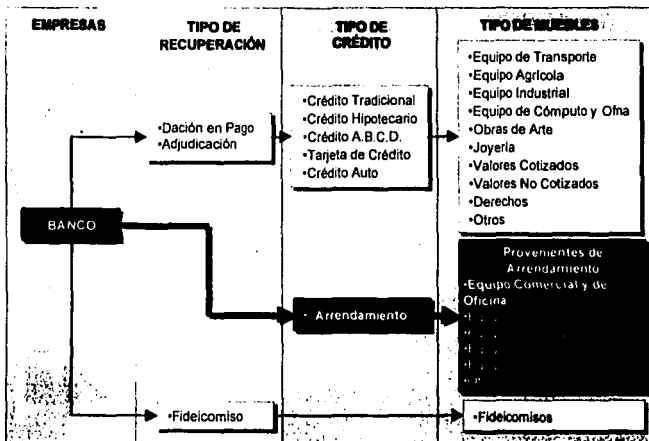 EMPRESAS
TIPO DE
RECUPERACIÓN
TIPO DE
CRÉDITO
TIPO DE MUEBLES
BANCO
•Dación en Pago
•Adjudicación
•Crédito Tradicional
•Crédito Hipotecario
•Crédito A.B.C.D.
•Tarjeta de Crédito
•Crédito Auto
•Equipo de Transporte
•Equipo Agrícola
•Equipo Industrial
•Equipo de Cómputo y Ofna
•Obras de Arte
•Joyería
•Valores Cotizados
•Valores No Cotizados
•Derechos
•Otros
• Arrendamiento
Provenientes de
Arrendamiento
•Equipo Comercial y de
Oficina
•Fideicomiso
•Fideicomisos